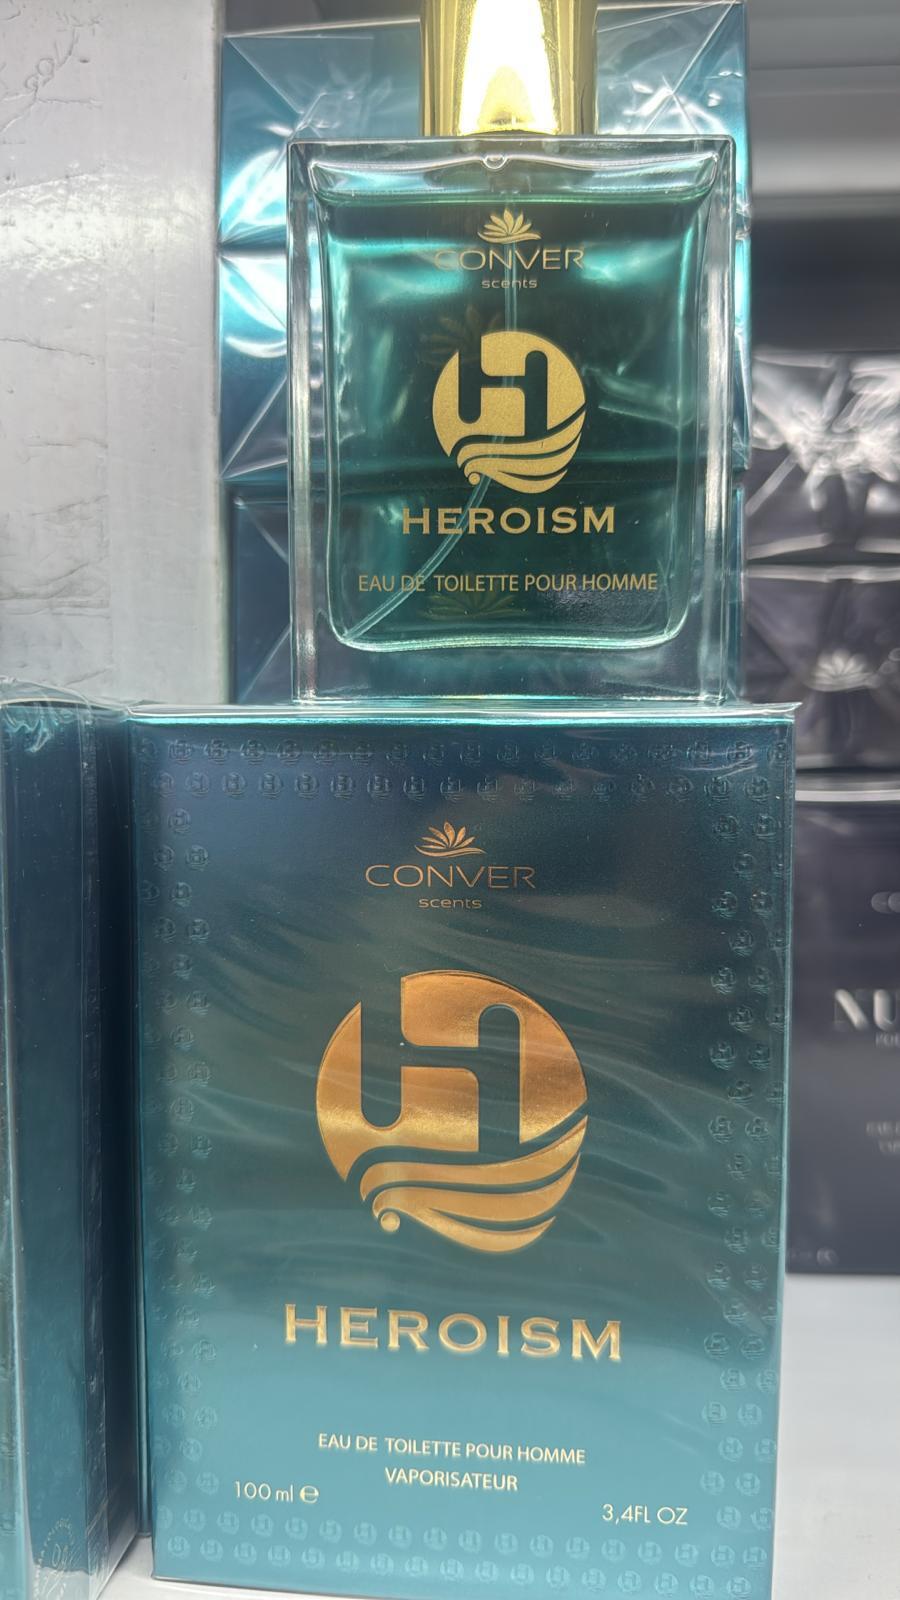 CONVER
scents
H
HEROISM
EAU DE TOILETTE POUR HOMME
CONVER
scents
H
HEROISM
EAU DE TOILETTE POUR HOMME
VAPORISATEUR
100 ml ℮
3,4FL OZ
NU